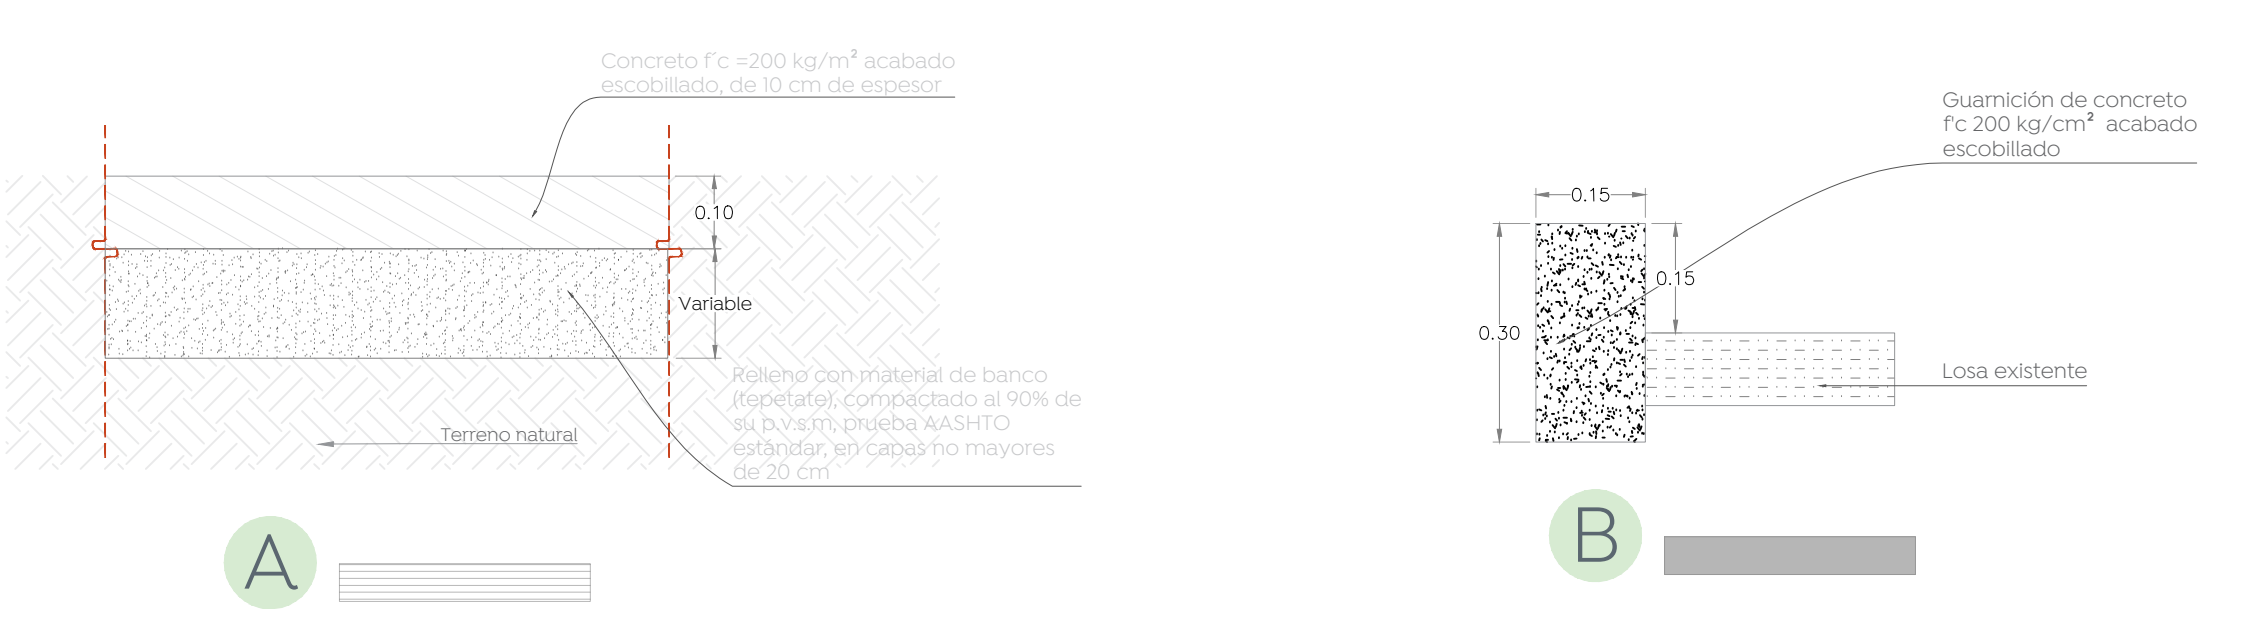 Concreto f´c =200 kg/m² acabado
escobillado, de 10 cm de espesor
0.10
Variable
Relleno con material de banco
(tepetate), compactado al 90% de
su p.v.s.m, prueba AASHTO
estándar, en capas no mayores
de 20 cm
Terreno natural
A
Guarnición de concreto
f'c 200 kg/cm² acabado
escobillado
0.15
0.15
0.30
Losa existente
B